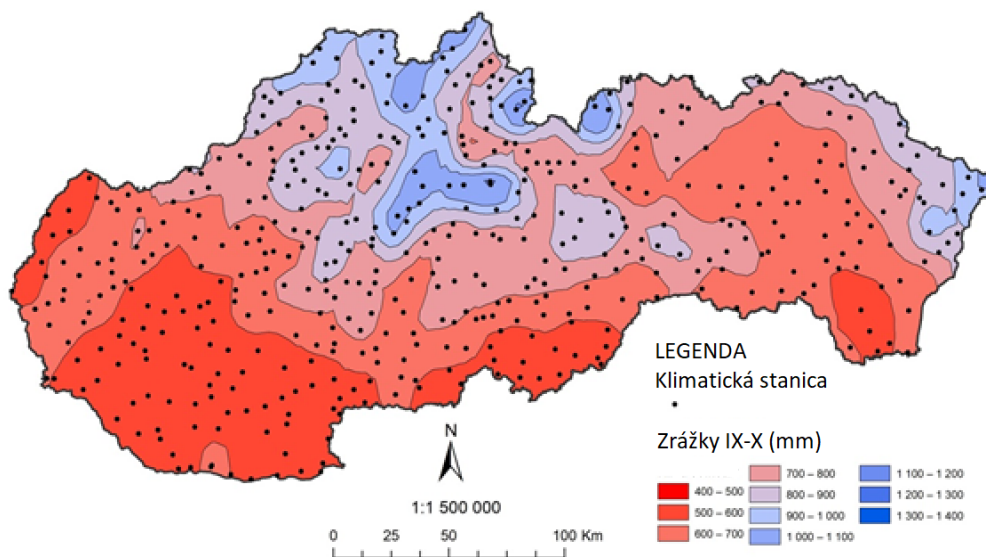 LEGENDA
Klimatická stanica
Zrážky IX-X (mm)
400 – 500
500 – 600
600 – 700
700 – 800
800 – 900
900 – 1 000
1 000 – 1 100
1 100 – 1 200
1 200 – 1 300
1 300 – 1 400
N
1:1 500 000
0 25 50 100 Km